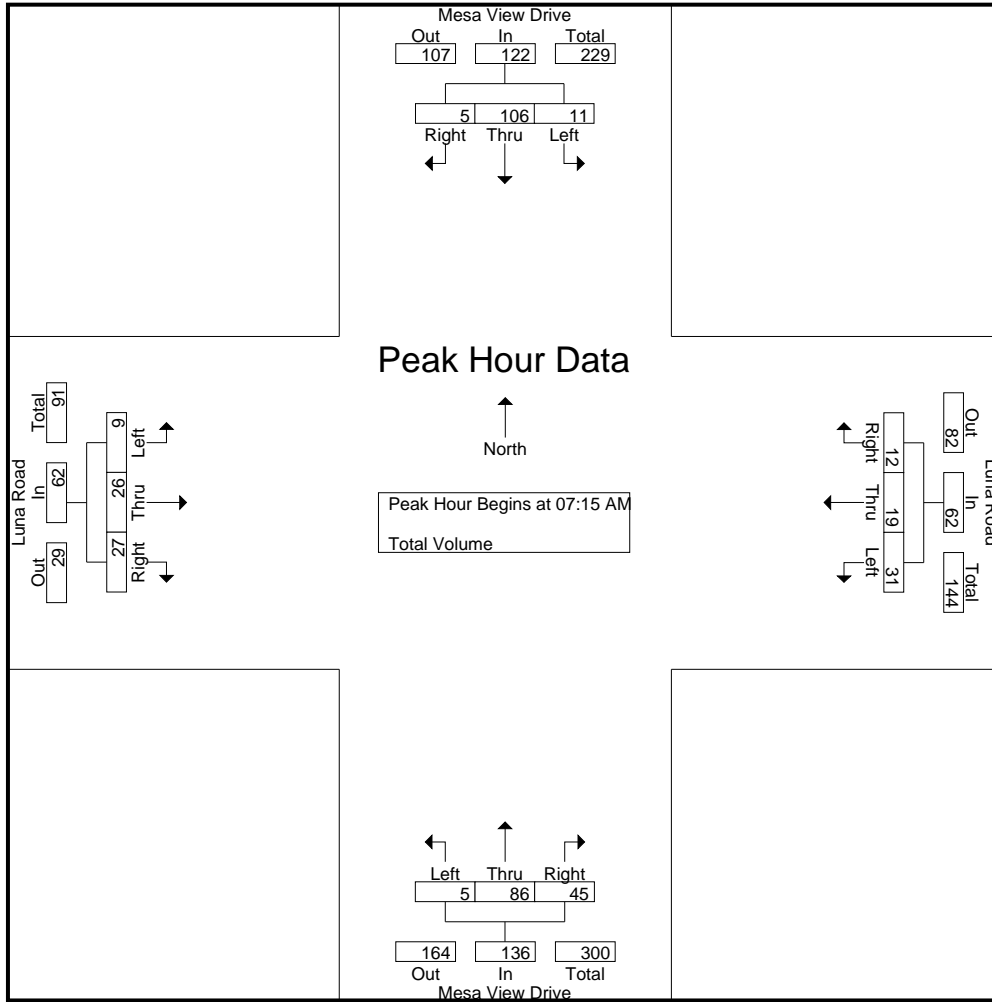 Mesa View Drive
Out In Total
107 122 229
5 106 11
Right Thru Left
Peak Hour Data
North
Peak Hour Begins at 07:15 AM
Total Volume
Luna Road
Total In Out
91 62 29
9 26 27
Left Thru Right
Luna Road
Out In Total
82 62 144
12 19 31
Right Thru Left
Left Thru Right
5 86 45
164 136 300
Out In Total
Mesa View Drive